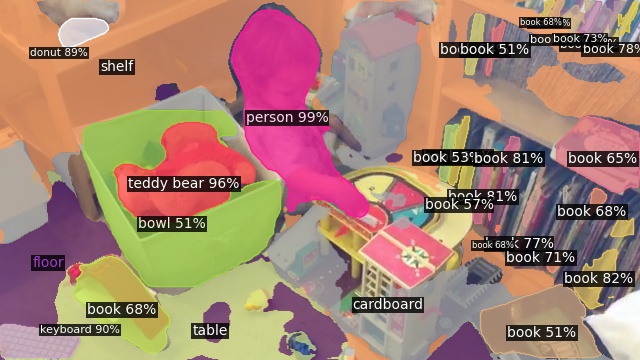 book 68%
donut 89%
book 73%
book 51%
book 78%
shelf
person 99%
book 53%
book 81%
book 65%
teddy bear 96%
book 81%
book 57%
book 68%
bowl 51%
book 68%
77%
book 71%
floor
book 82%
book 68%
cardboard
keyboard 90%
table
book 51%